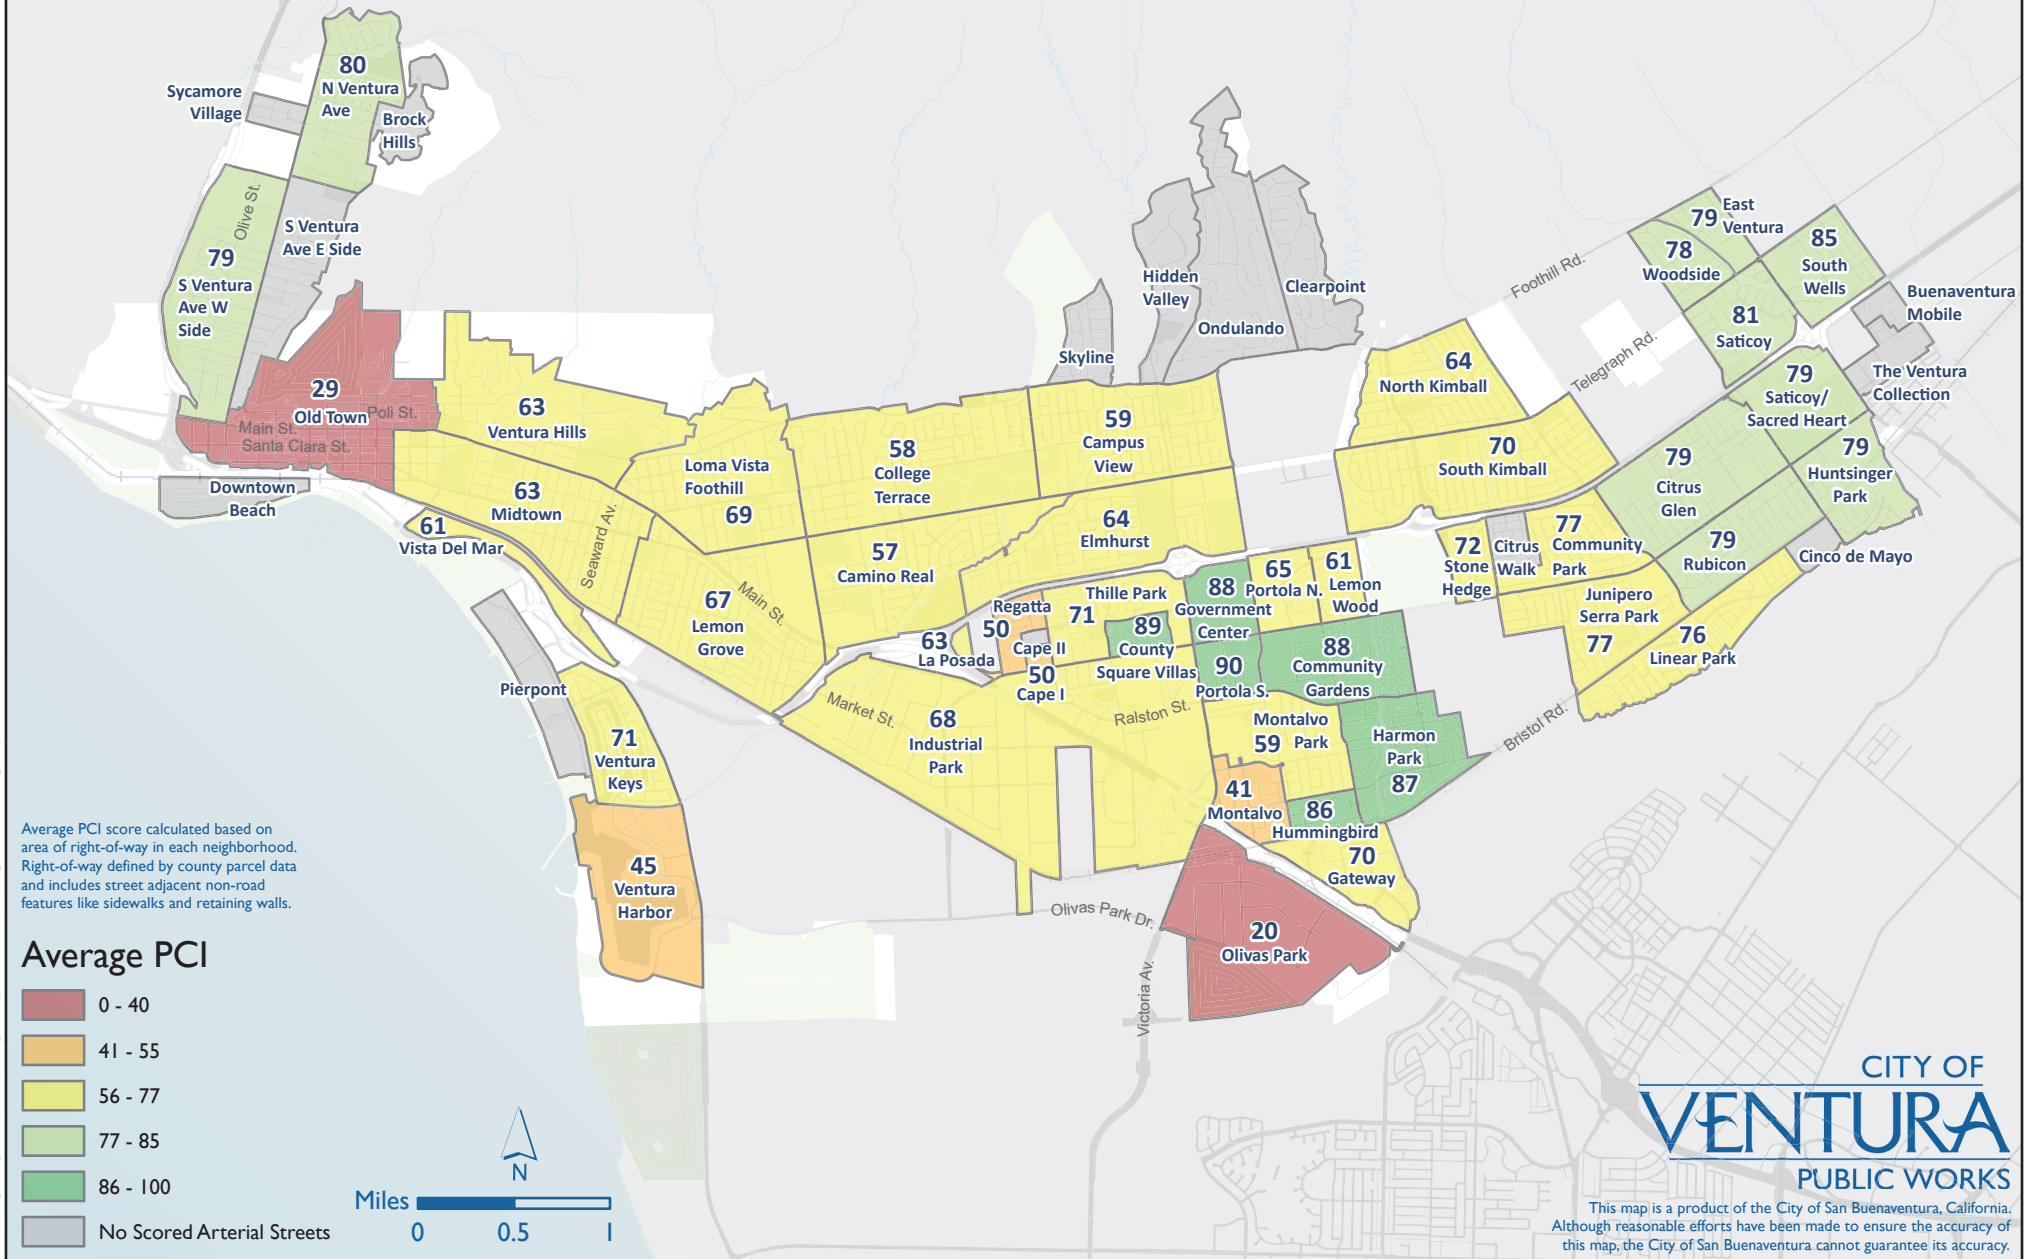 80
N Ventura
Ave
Sycamore
Village
Brock
Hills
Olive St.
S Ventura
Ave E Side
79
S Ventura
Ave W
Side
29
Old Town
Poli St.
Main St.
Santa Clara St.
Downtown
Beach
63
Ventura Hills
63
Midtown
61
Vista Del Mar
Seaward Av.
Loma Vista
Foothill
69
58
College
Terrace
59
Campus
View
Skyline
Hidden
Valley
Ondulando
Clearpoint
57
Camino Real
64
Elmhurst
67
Lemon
Grove
Main St.
64
North Kimball
70
South Kimball
Foothill Rd.
Telegraph Rd.
79
East
Ventura
78
Woodside
85
South
Wells
81
Saticoy
Buenaventura
Mobile
The Ventura
Collection
79
Saticoy/
Sacred Heart
79
Huntsinger
Park
79
Citrus
Glen
79
Rubicon
Cinco de Mayo
77
Community
Park
Citrus
Walk
72
Stone
Hedge
Junipero
Serra Park
77
76
Linear Park
Bristol Rd.
61
Lemon
Wood
65
Portola N.
88
Government
Center
Thille Park
71
89
County
Square Villas
Regatta
50
Cape II
50
Cape I
63
La Posada
90
Portola S.
88
Community
Gardens
Pierpont
71
Ventura
Keys
45
Ventura
Harbor
Market St.
68
Industrial
Park
Ralston St.
Montalvo
Park
59
Harmon
Park
87
41
Montalvo
86
Hummingbird
70
Gateway
20
Olivas Park
Olivas Park Dr.
Victoria Av.
Average PCI score calculated based on
area of right-of-way in each neighborhood.
Right-of-way defined by county parcel data
and includes street adjacent non-road
features like sidewalks and retaining walls.
Average PCI
0 - 40
41 - 55
56 - 77
77 - 85
86 - 100
No Scored Arterial Streets
N
Miles
0 0.5 1
CITY OF
VENTURA
PUBLIC WORKS
This map is a product of the City of San Buenaventura, California.
Although reasonable efforts have been made to ensure the accuracy of
this map, the City of San Buenaventura cannot guarantee its accuracy.